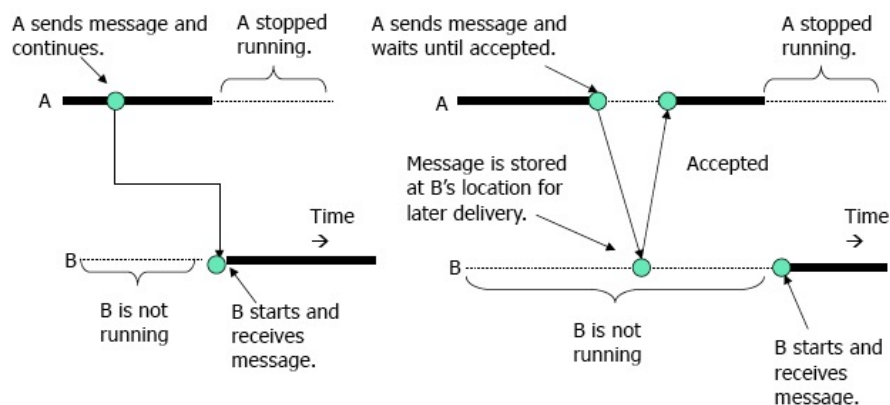 A sends message and
continues.
A stopped
running.
A
Time
→
B
B is not
running
B starts and
receives
message.
A sends message and
waits until accepted.
A stopped
running.
A
Message is stored
at B's location for
later delivery.
Accepted
Time
→
B
B is not
running
B starts and
receives
message.